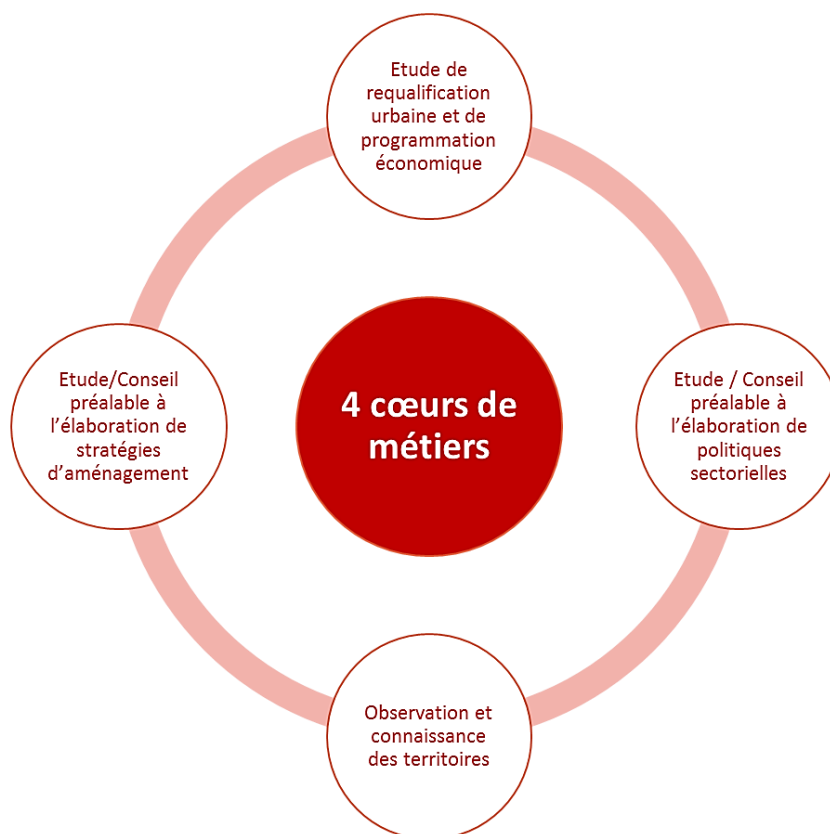 Etude de
requalification
urbaine et de
programmation
économique
Etude/Conseil
préalable à
l’élaboration de
stratégies
d’aménagement
4 cœurs de
métiers
Etude / Conseil
préalable à
l’élaboration de
politiques
sectorielles
Observation et
connaissance
des territoires